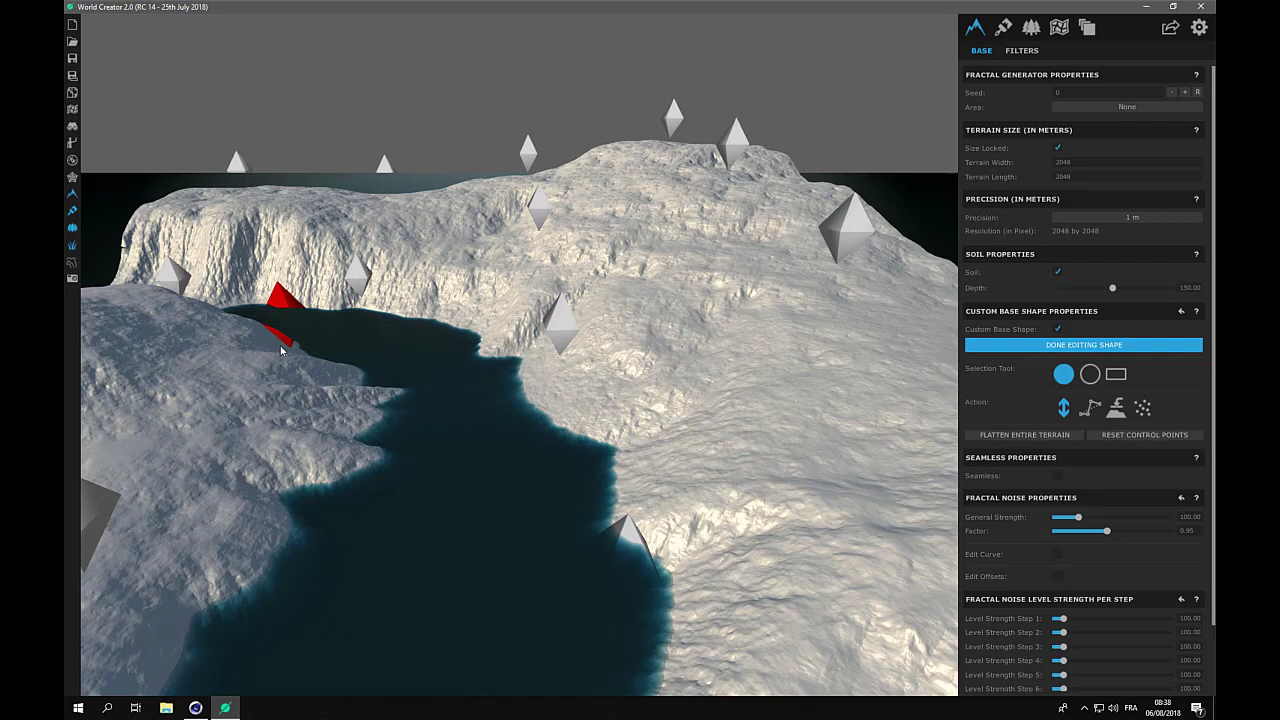 World Creator 2.0 (RC 14 - 25th July 2018)
BASE FILTERS
FRACTAL GENERATOR PROPERTIES ?
Seed: 0 - + R
Area: None
TERRAIN SIZE (IN METERS) ?
Size Locked:
Terrain Width: 2048
Terrain Length: 2048
PRECISION (IN METERS) ?
Precision: 1 m
Resolution (in Pixel): 2048 by 2048
SOIL PROPERTIES ?
Soil:
Depth: 150.00
CUSTOM BASE SHAPE PROPERTIES ?
Custom Base Shape:
DONE EDITING SHAPE
Selection Tool:
Action:
FLATTEN ENTIRE TERRAIN RESET CONTROL POINTS
SEAMLESS PROPERTIES ?
Seamless:
FRACTAL NOISE PROPERTIES ?
General Strength: 100.00
Factor: 0.95
Edit Curve:
Edit Offsets:
FRACTAL NOISE LEVEL STRENGTH PER STEP ?
Level Strength Step 1: 100.00
Level Strength Step 2: 100.00
Level Strength Step 3: 100.00
Level Strength Step 4: 100.00
Level Strength Step 5: 100.00
Level Strength Step 6: 100.00
FRA
08:38
06/08/2018